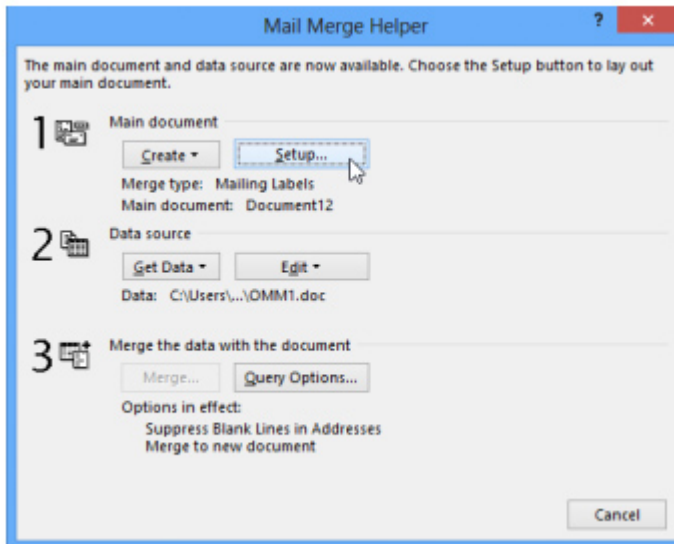 Mail Merge Helper
?
The main document and data source are now available. Choose the Setup button to lay out
your main document.
1 Main document
Create Setup...
Merge type: Mailing Labels
Main document: Document12
2 Data source
Get Data Edit
Data: C:\Users\...\OMM1.doc
3 Merge the data with the document
Merge... Query Options...
Options in effect:
Suppress Blank Lines in Addresses
Merge to new document
Cancel